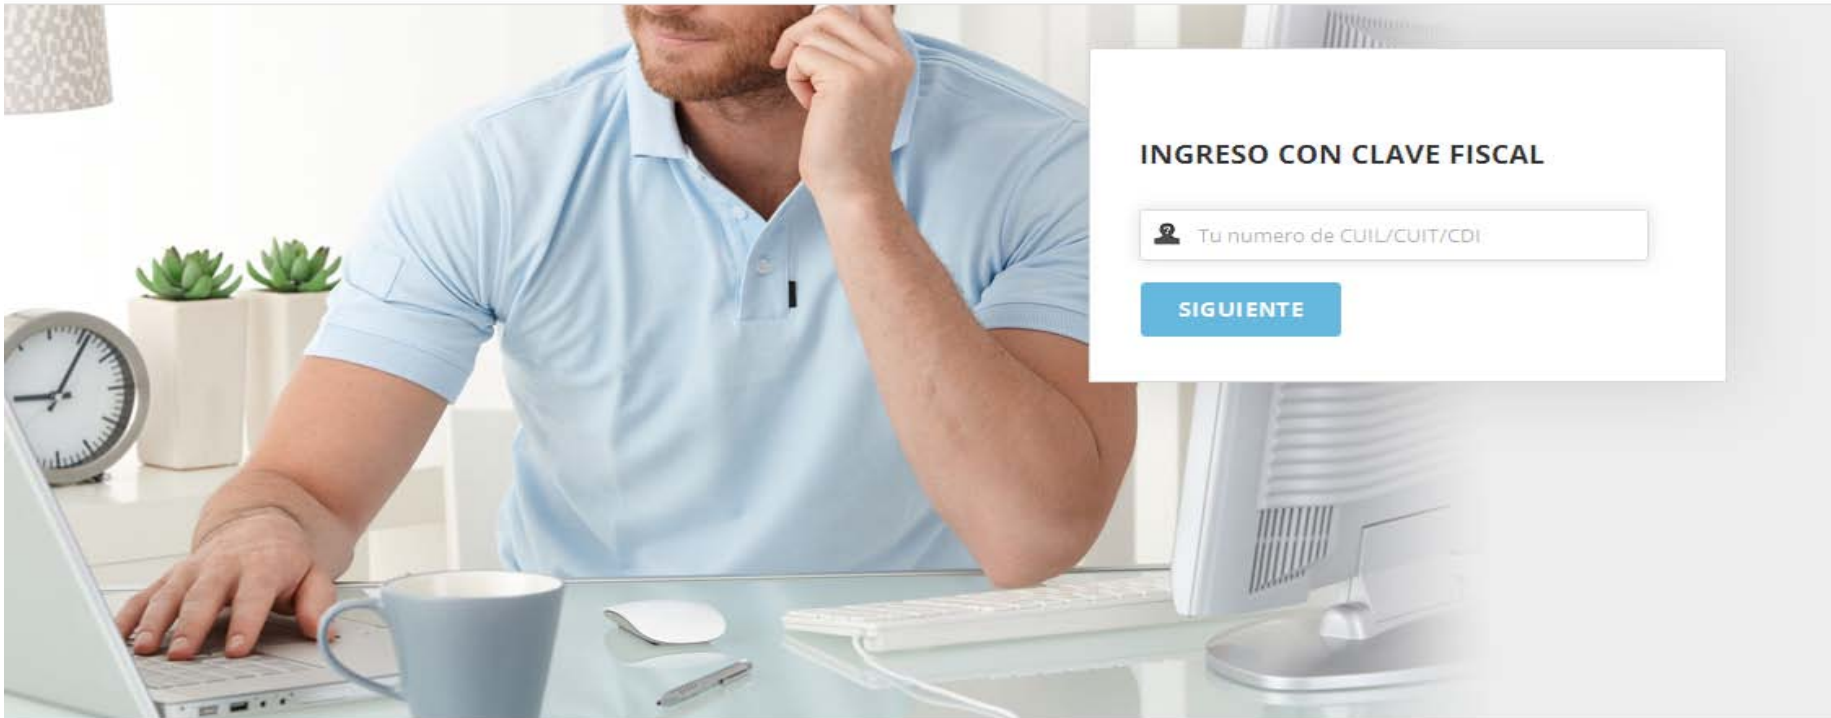 INGRESO CON CLAVE FISCAL
Tu numero de CUIL/CUIT/CDI
SIGUIENTE